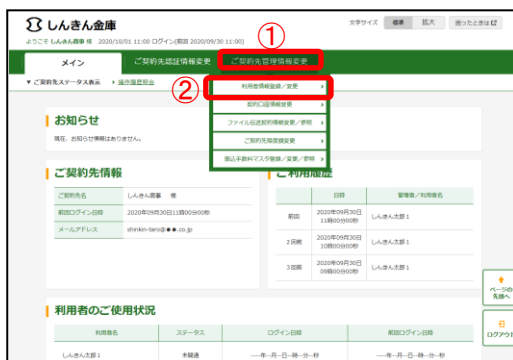 しんきん金庫
文字サイズ 標準 拡大 困ったときは
ようこそ しんきん商事 様 2020/10/01 11:00 ログイン(前回 2020/09/30 11:00)
①
メイン ご契約先認証情報変更 ご契約先管理情報変更
▼ご契約先ステータス表示 操作履歴照会
② 利用者情報登録/変更
契約口座情報変更
ファイル伝送契約情報変更/参照
ご契約先限度額変更
振込手数料マスタ登録/変更/参照
お知らせ
現在、お知らせ情報はありません。
ご契約先情報
ご契約先名 しんきん商事 様
前回ログイン日時 2020年09月30日11時00分00秒
メールアドレス shinkin-taro@●●.co.jp
ご利用履歴
日時 管理者/利用者名
前回 2020年09月30日 11時00分00秒 しんきん太郎1
2回前 2020年09月30日 10時00分00秒 しんきん太郎1
3回前 2020年09月30日 09時00分00秒 しんきん太郎1
ページの
先頭へ
ログアウト
利用者のご使用状況
利用者名 ステータス ログイン日時 前回ログイン日時
しんきん太郎1 未開通 ----年--月--日--時--分--秒 ----年--月--日--時--分--秒